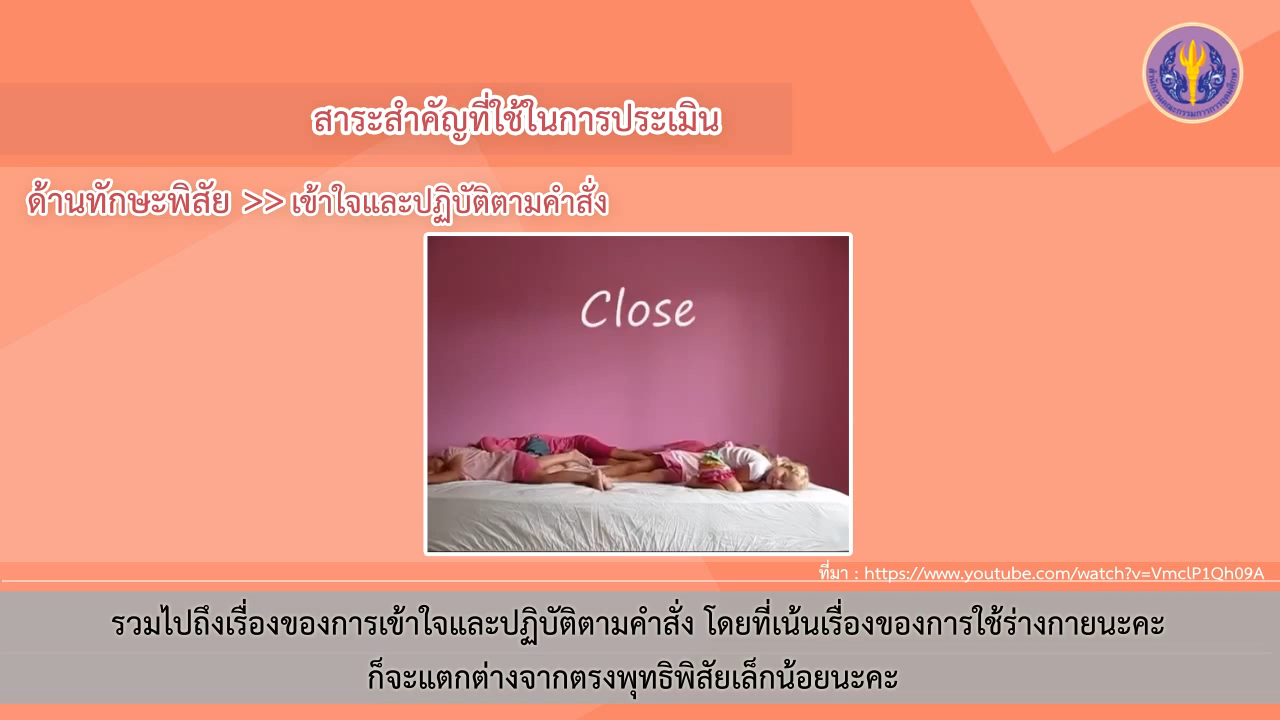 สาระสำคัญที่ใช้ในการประเมิน
ด้านทักษะพิสัย >> เข้าใจและปฏิบัติตามคำสั่ง
Close
ที่มา : https://www.youtube.com/watch?v=VmclP1Qh09A
รวมไปถึงเรื่องของการเข้าใจและปฏิบัติตามคำสั่ง โดยที่เน้นเรื่องของการใช้ร่างกายนะคะ
ก็จะแตกต่างจากตรงพุทธิพิสัยเล็กน้อยนะคะ